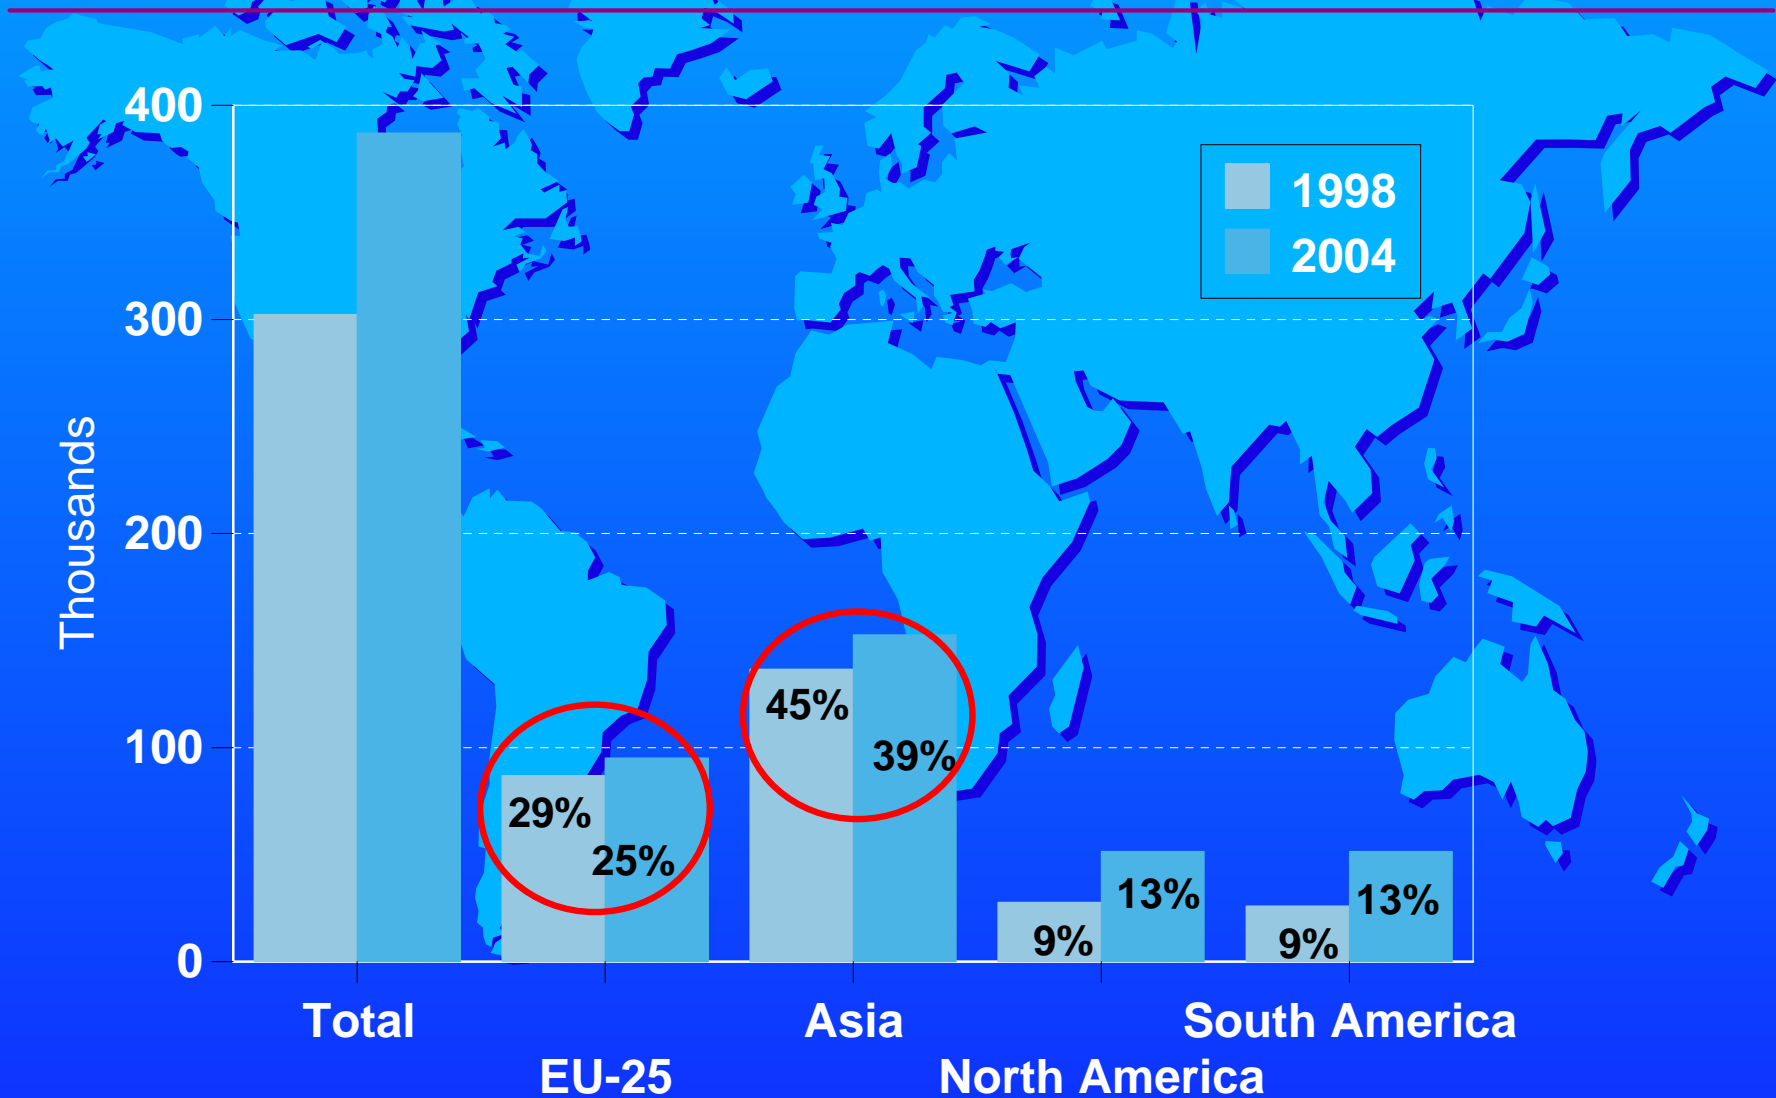 400
300
200
100
0
Thousands
1998
2004
45%
39%
29%
25%
13%
13%
9%
9%
Total
Asia
South America
EU-25
North America